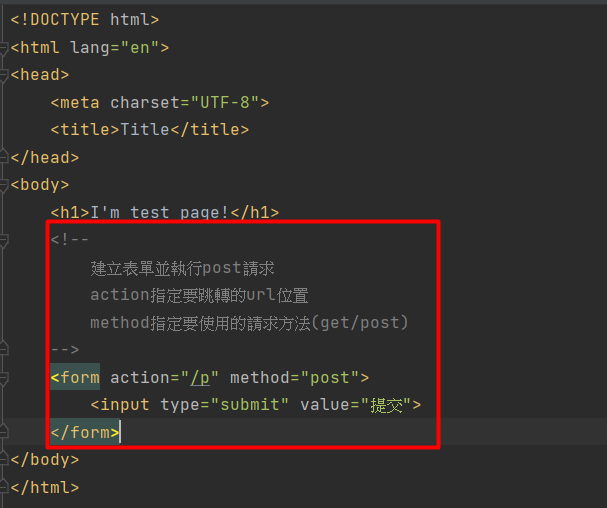 <!DOCTYPE html>
<html lang="en">
<head>
    <meta charset="UTF-8">
    <title>Title</title>
</head>
<body>
    <h1>I'm test page!</h1>
    <!--
        建立表單並執行post請求
        action指定要跳轉的url位置
        method指定要使用的請求方法(get/post)
    -->
    <form action="/p" method="post">
        <input type="submit" value="提交">
    </form>
</body>
</html>